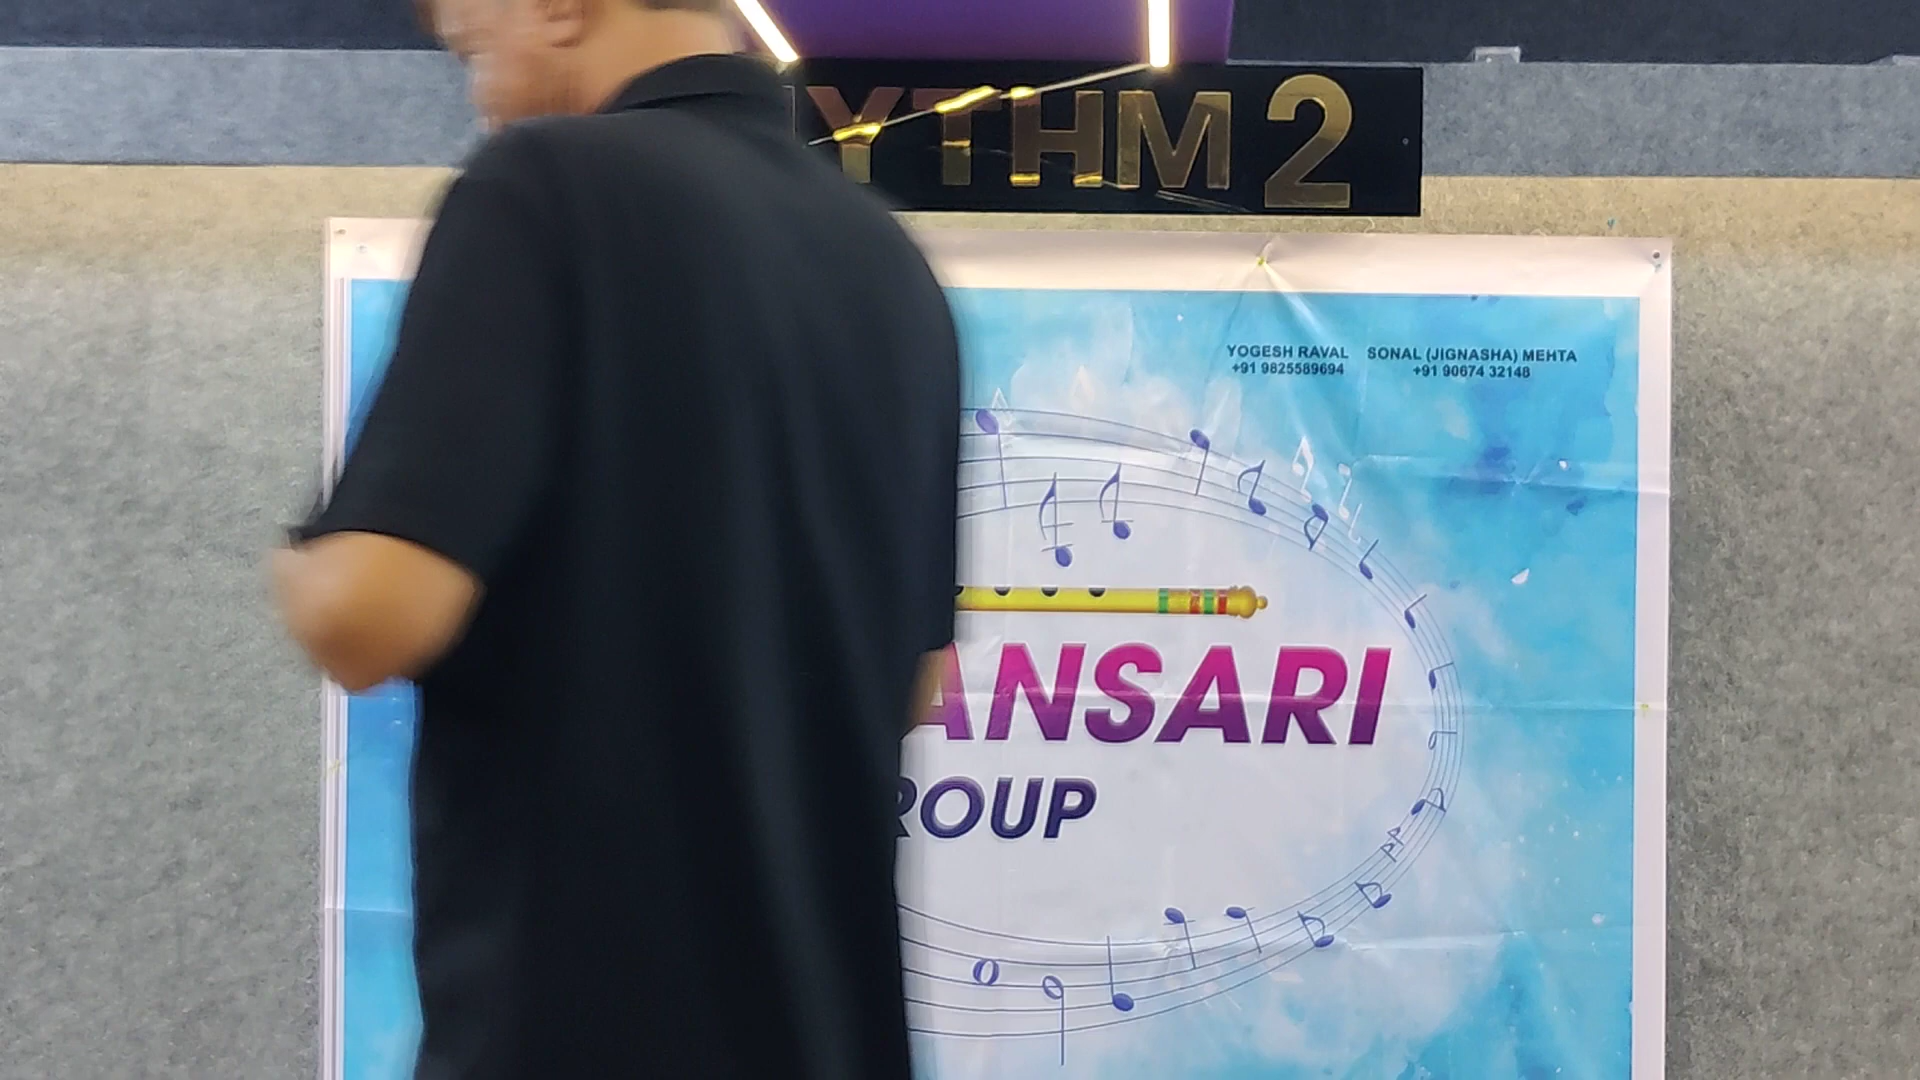 YTHM 2
YOGESH RAVAL SONAL (JIGNASHA) MEHTA
+91 9825589694 +91 90674 32148
ANSARI
ROUP